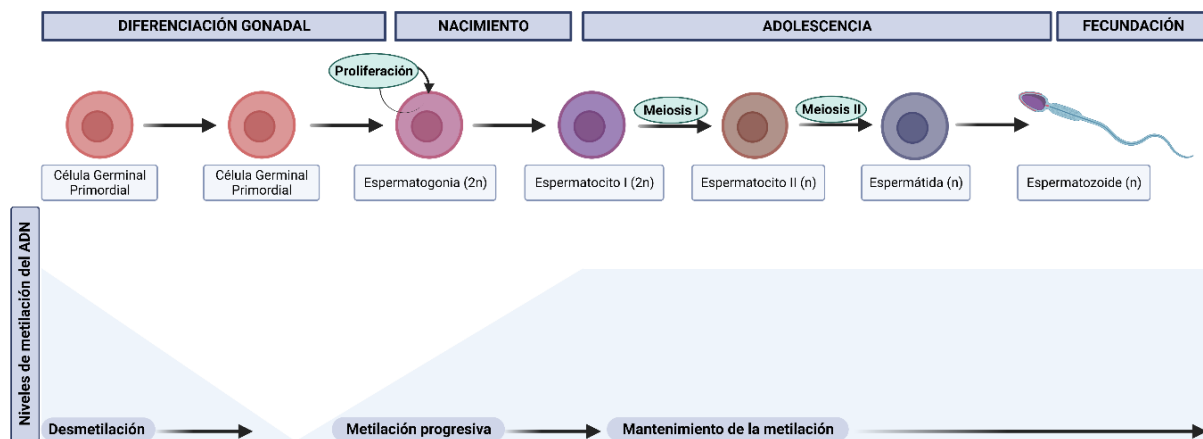 DIFERENCIACIÓN GONADAL
NACIMIENTO
ADOLESCENCIA
FECUNDACIÓN
Proliferación
Meiosis I
Meiosis II
Célula Germinal
Primordial
Célula Germinal
Primordial
Espermatogonia (2n)
Espermatocito I (2n)
Espermatocito II (n)
Espermátida (n)
Espermatozoide (n)
Niveles de metilación del ADN
Desmetilación
Metilación progresiva
Mantenimiento de la metilación